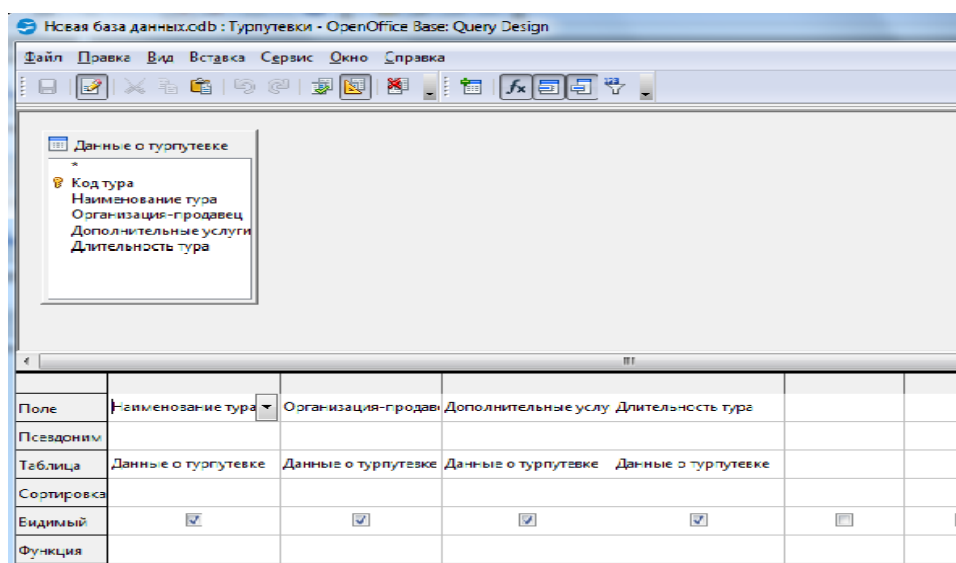 Новая база данных.odb : Турпутевки - OpenOffice Base: Query Design
Файл Правка Вид Вставка Сервис Окно Справка
Данные о турпутевке
*
Код тура
Наименование тура
Организация-продавец
Дополнительные услуги
Длительность тура
Поле Наименование тура Организация-продав Дополнительные услу Длительность тура
Псевдоним
Таблица Данные о турпутевке Данные о турпутевке Данные о турпутевке Данные о турпутевке
Сортировка
Видимый
Функция